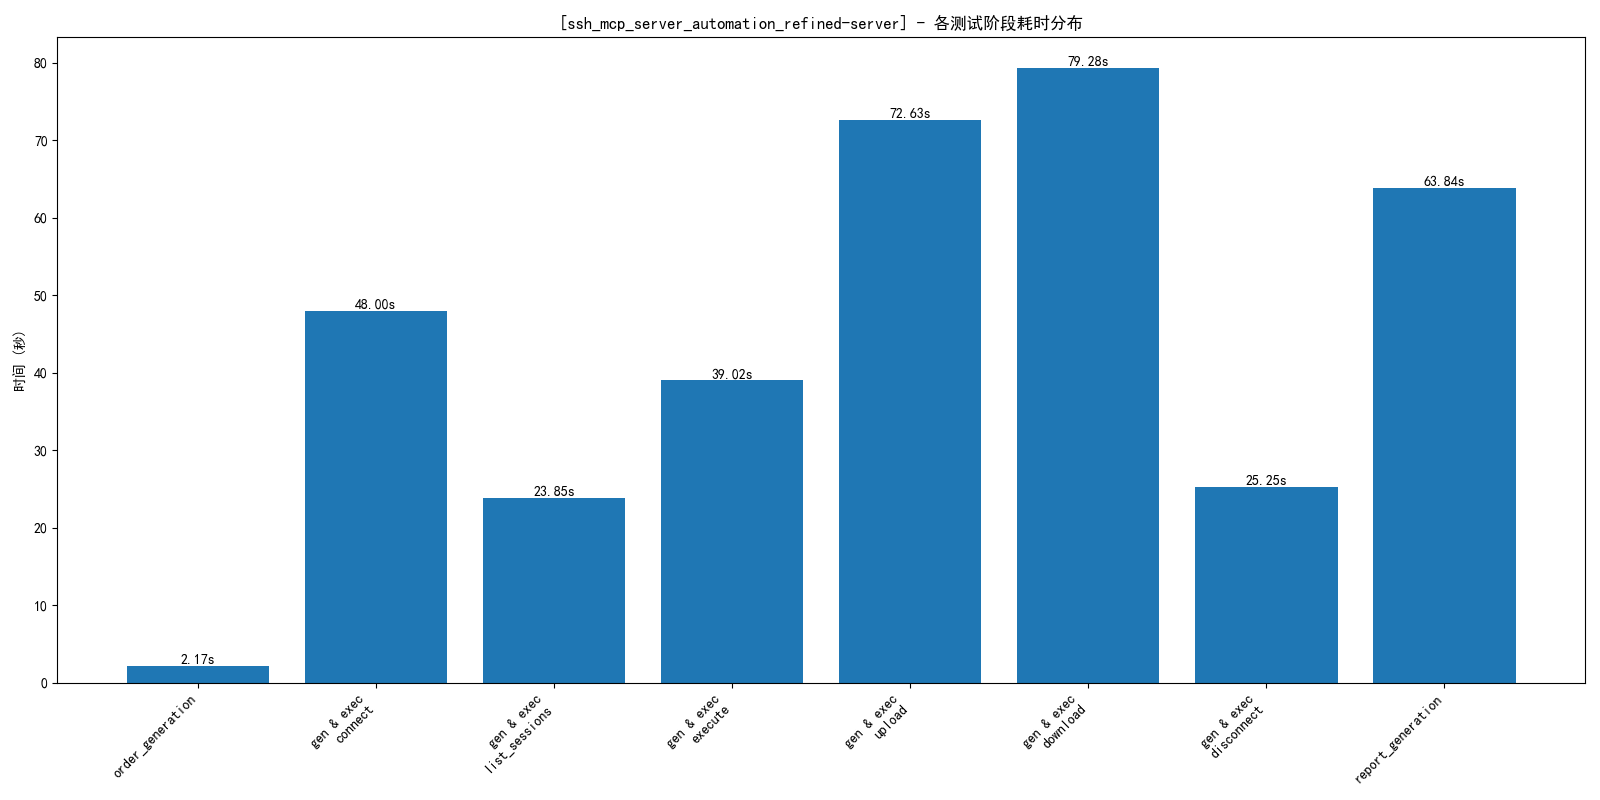 [ssh_mcp_server_automation_refined-server] - 各测试阶段耗时分布
时间 (秒)
80
70
60
50
40
30
20
10
0
2.17s
48.00s
23.85s
39.02s
72.63s
79.28s
25.25s
63.84s
order_generation
gen & exec
connect
gen & exec
list_sessions
gen & exec
execute
gen & exec
upload
gen & exec
download
gen & exec
disconnect
report_generation